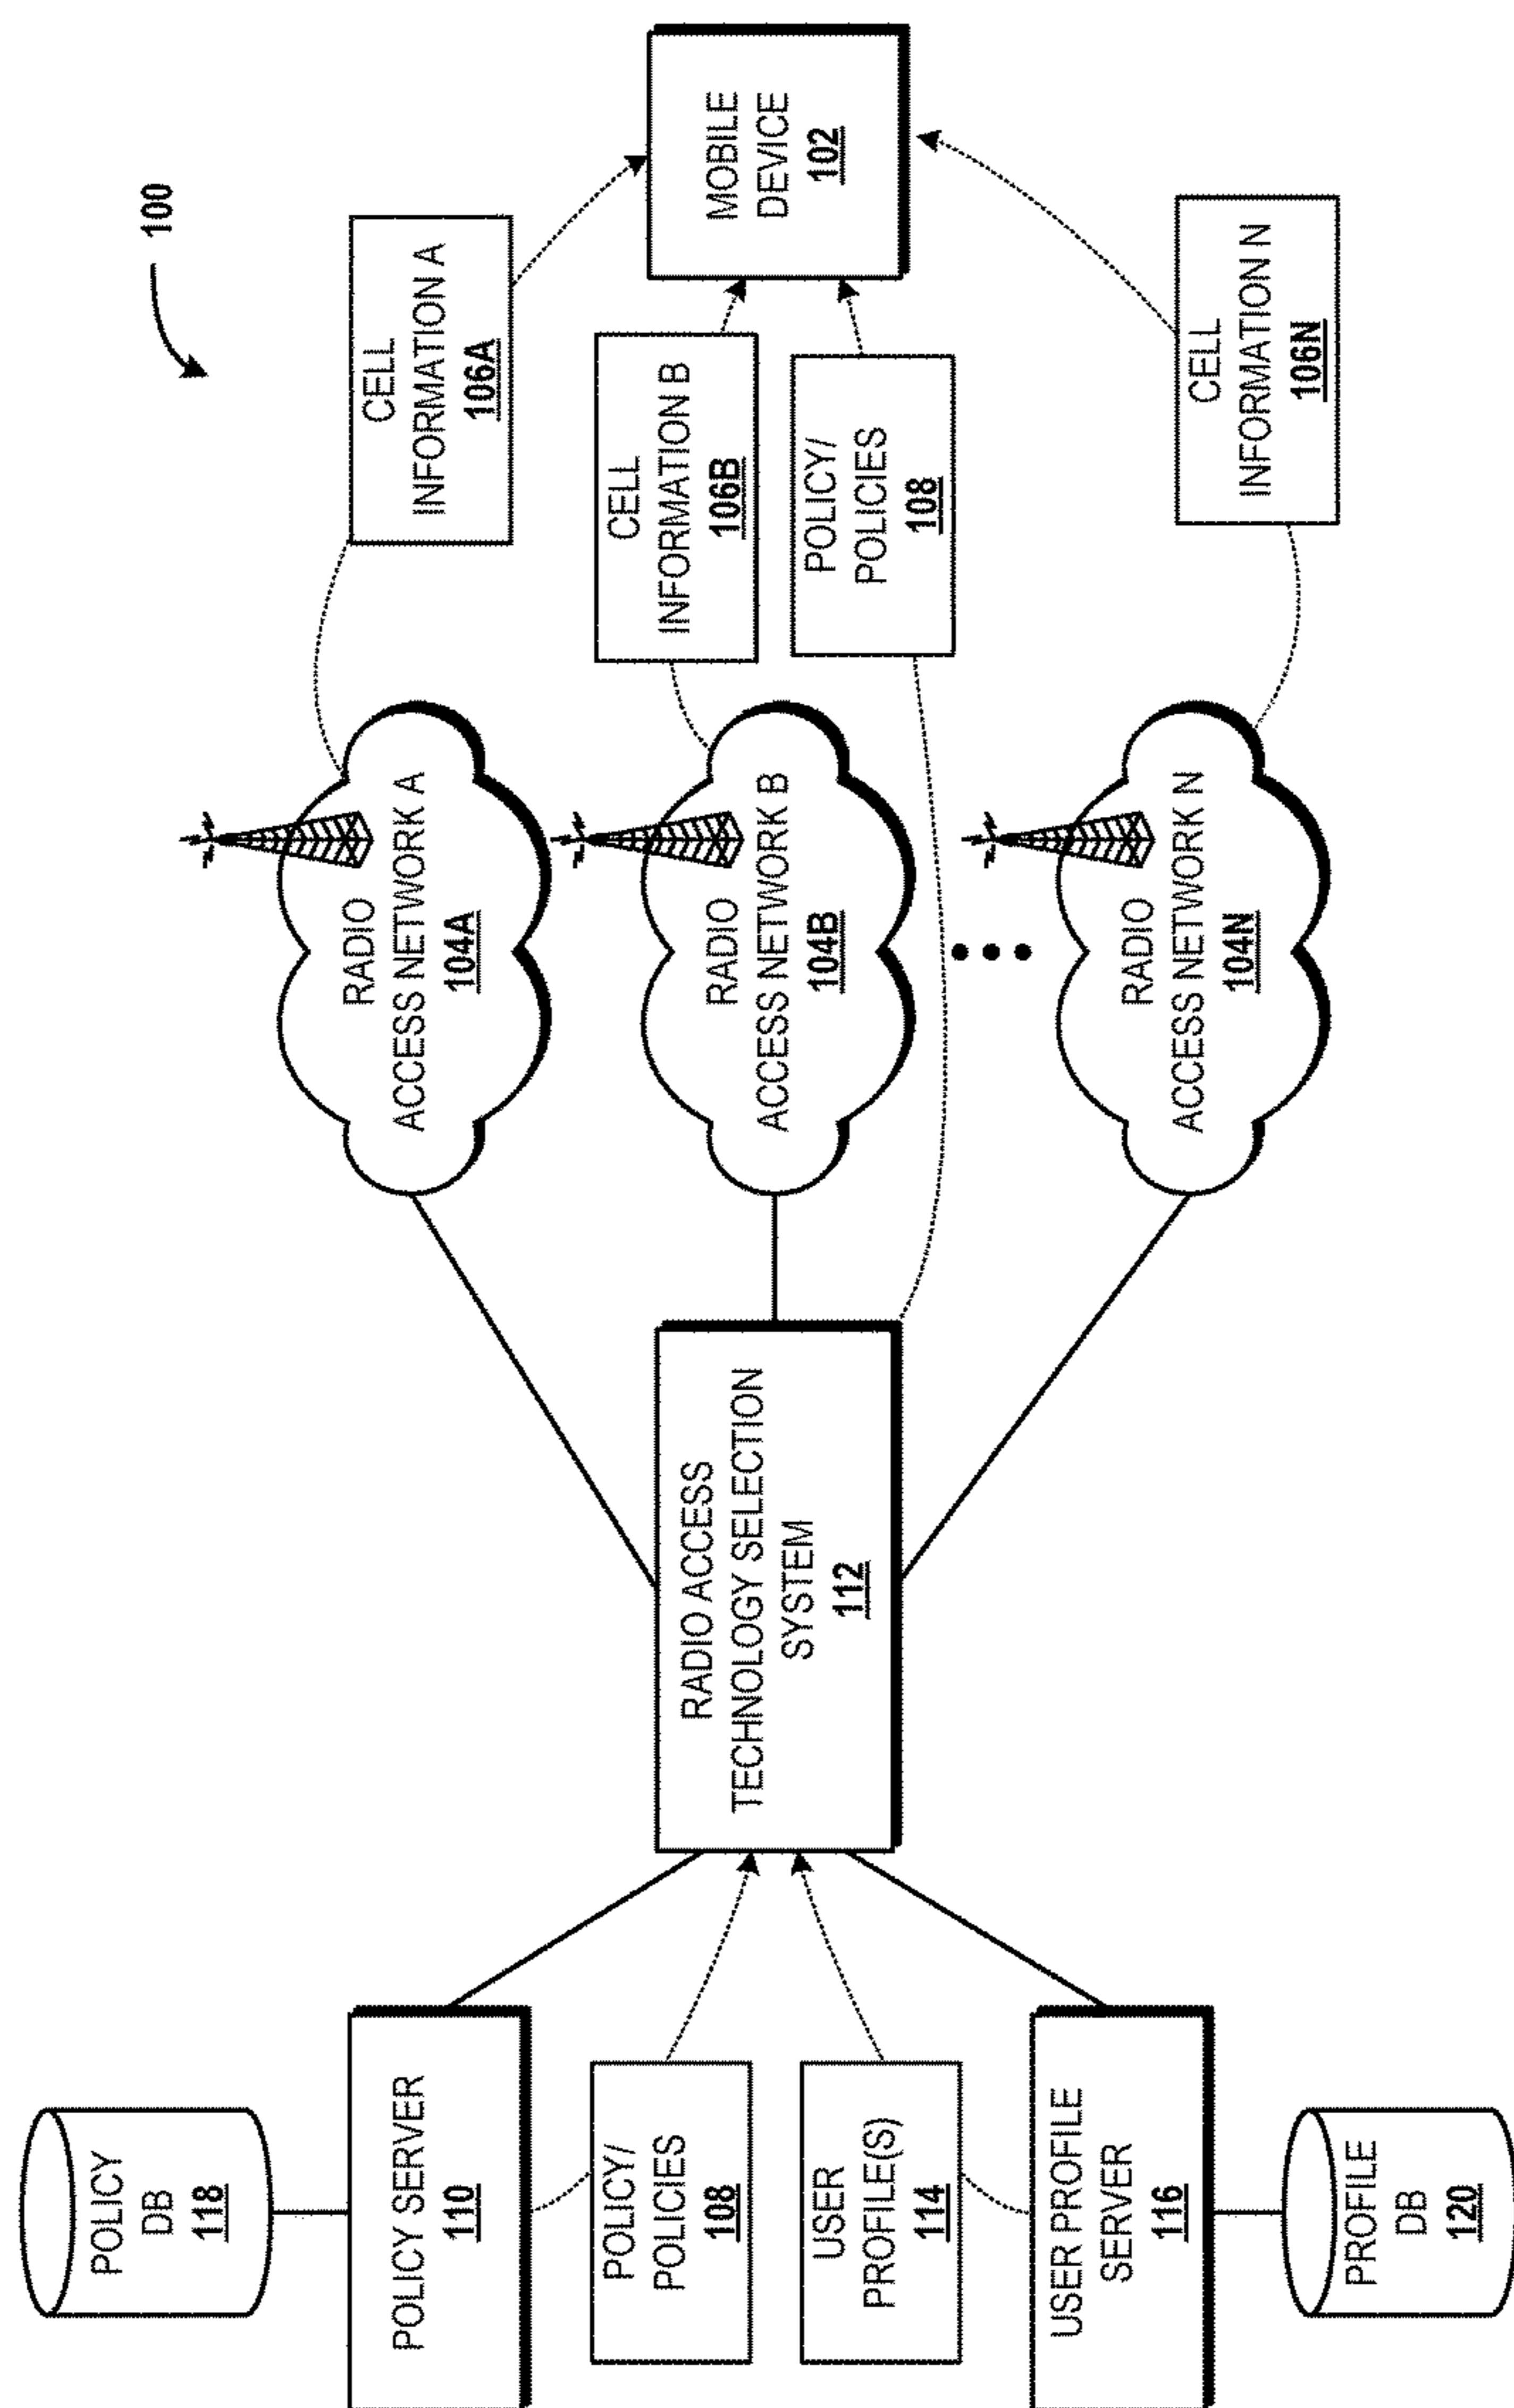 100
POLICY
DB
118
POLICY SERVER
110
POLICY/
POLICIES
108
USER
PROFILE(S)
114
USER PROFILE
SERVER
116
PROFILE
DB
120
RADIO ACCESS
TECHNOLOGY SELECTION
SYSTEM
112
RADIO
ACCESS NETWORK A
104A
RADIO
ACCESS NETWORK B
104B
RADIO
ACCESS NETWORK N
104N
CELL
INFORMATION A
106A
CELL
INFORMATION B
106B
POLICY/
POLICIES
108
CELL
INFORMATION N
106N
MOBILE
DEVICE
102